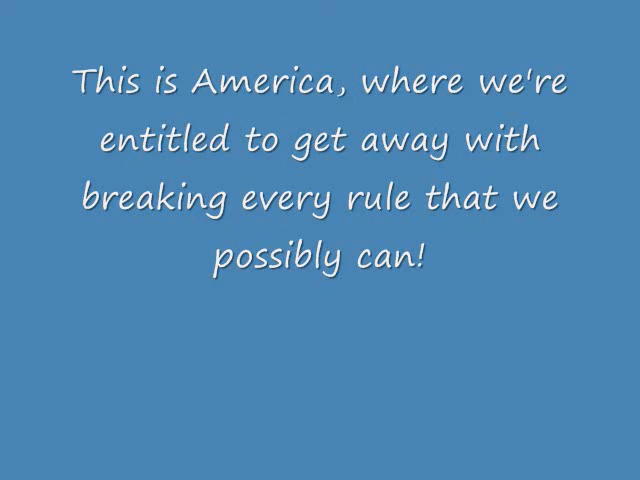 This is America, where we're
entitled to get away with
breaking every rule that we
possibly can!